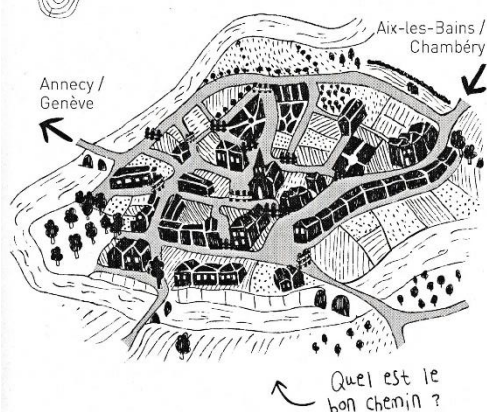 Aix-les-Bains /
Chambéry
Annecy /
Genève
Quel est le
bon chemin ?